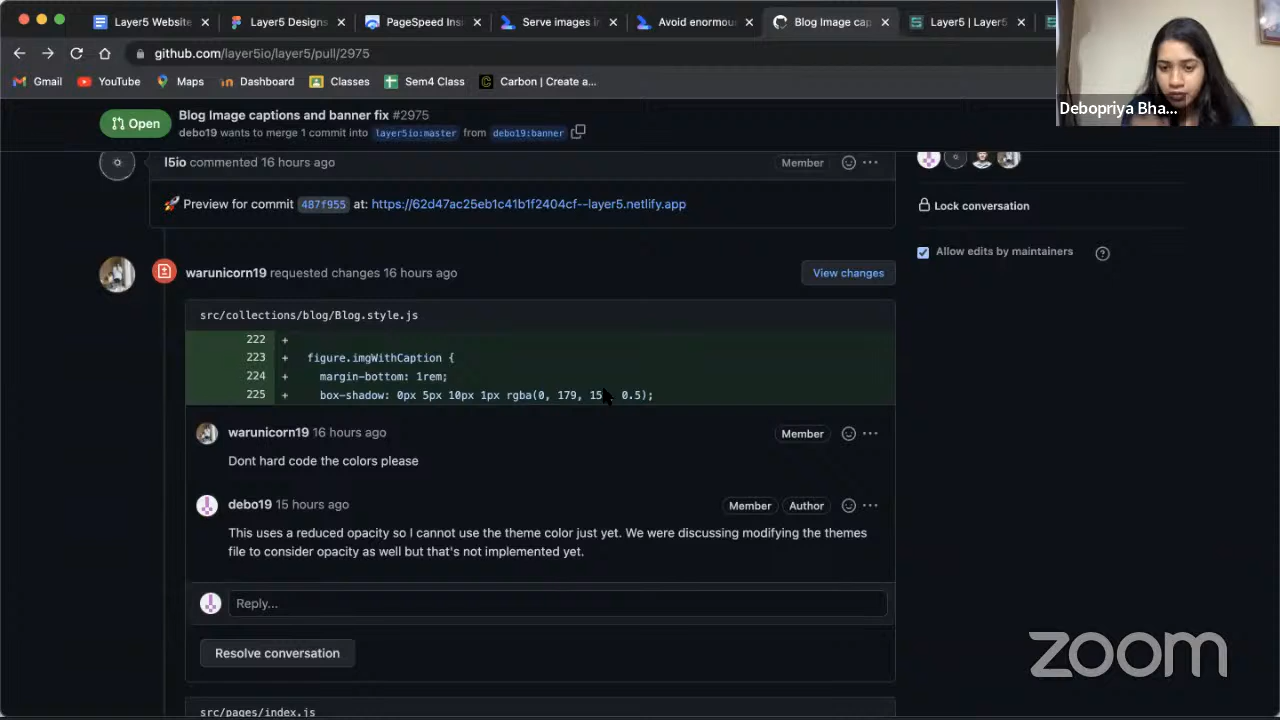 Layer5 Website
Layer5 Designs
PageSpeed Insi
Serve images in
Avoid enormou
Blog Image cap
Layer5 | Layer5
github.com/layer5io/layer5/pull/2975
Gmail
YouTube
Maps
Dashboard
Classes
Sem4 Class
Carbon | Create a...
Debopriya Bha...
Open
Blog Image captions and banner fix #2975
debo19 wants to merge 1 commit into layer5io:master from debo19:banner
l5io commented 16 hours ago
Member
Preview for commit 487f955 at: https://62d47ac25eb1c41b1f2404cf--layer5.netlify.app
Lock conversation
Allow edits by maintainers
warunicorn19 requested changes 16 hours ago
View changes
src/collections/blog/Blog.style.js
222 +
223 + figure.imgWithCaption {
224 + margin-bottom: 1rem;
225 + box-shadow: 0px 5px 10px 1px rgba(0, 179, 15 0.5);
warunicorn19 16 hours ago
Member
Dont hard code the colors please
debo19 15 hours ago
Member
Author
This uses a reduced opacity so I cannot use the theme color just yet. We were discussing modifying the themes
file to consider opacity as well but that's not implemented yet.
Reply...
Resolve conversation
src/pages/index.js
zoom